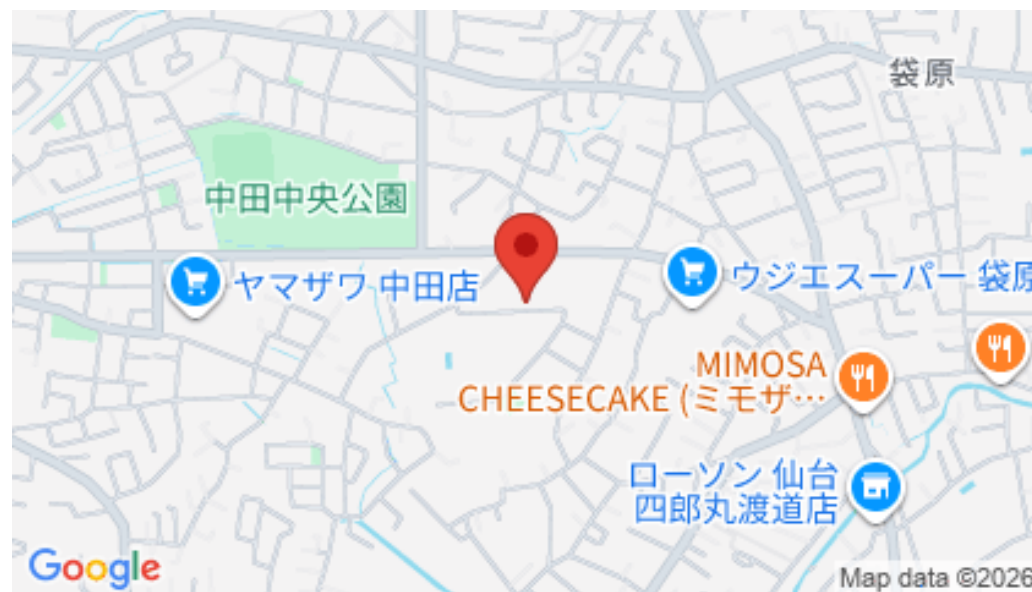 袋原
中田中央公園
ヤマザワ 中田店
ウジエスーパー 袋原
MIMOSA
CHEESECAKE (ミモザ…
ローソン 仙台
四郎丸渡道店
Google
Map data ©2026